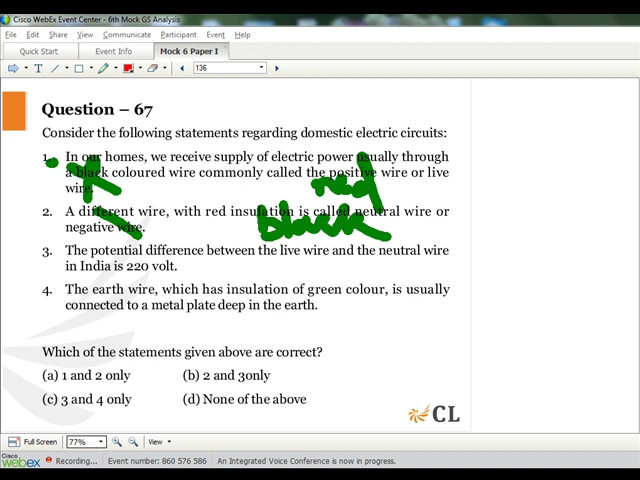 Cisco WebEx Event Center - 6th Mock GS Analysis
File Edit Share View Communicate Participant Event Help
Quick Start Event Info Mock 6 Paper I
T 136
Question – 67
Consider the following statements regarding domestic electric circuits:
1. In our homes, we receive supply of electric power usually through
a black coloured wire commonly called the positive wire or live
wire.
red
2. A different wire, with red insulation is called neutral wire or
negative wire.
black
3. The potential difference between the live wire and the neutral wire
in India is 220 volt.
4. The earth wire, which has insulation of green colour, is usually
connected to a metal plate deep in the earth.
Which of the statements given above are correct?
(a) 1 and 2 only (b) 2 and 3only
(c) 3 and 4 only (d) None of the above
CL
Full Screen 77% View
Cisco webex Recording... Event number: 860 576 586 An Integrated Voice Conference is now in progress.